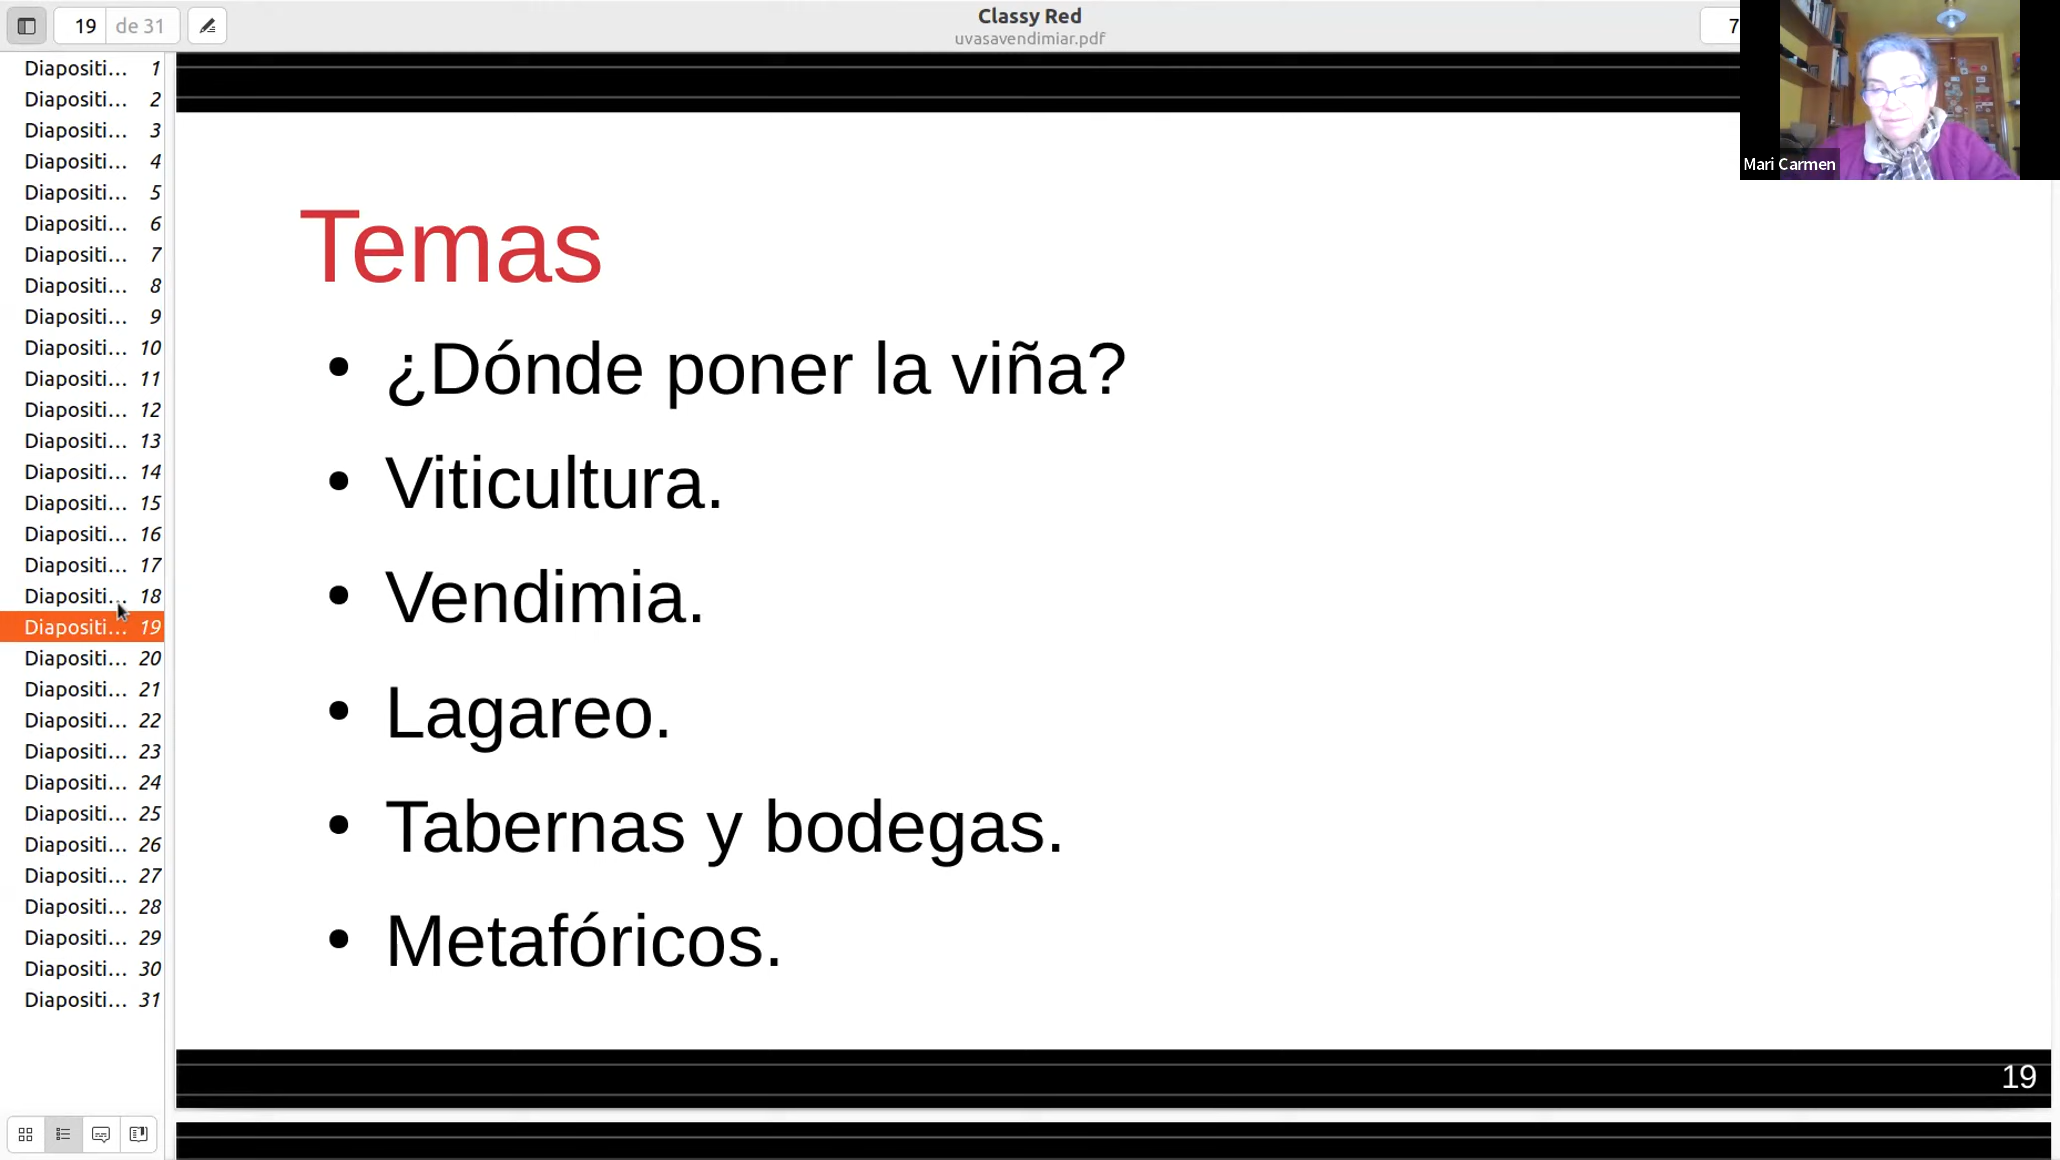 19 de 31
Classy Red
uvasavendimiar.pdf
7
Mari Carmen
Diapositi... 1
Diapositi... 2
Diapositi... 3
Diapositi... 4
Diapositi... 5
Diapositi... 6
Diapositi... 7
Diapositi... 8
Diapositi... 9
Diapositi... 10
Diapositi... 11
Diapositi... 12
Diapositi... 13
Diapositi... 14
Diapositi... 15
Diapositi... 16
Diapositi... 17
Diapositi... 18
Diapositi... 19
Diapositi... 20
Diapositi... 21
Diapositi... 22
Diapositi... 23
Diapositi... 24
Diapositi... 25
Diapositi... 26
Diapositi... 27
Diapositi... 28
Diapositi... 29
Diapositi... 30
Diapositi... 31
Temas
• ¿Dónde poner la viña?
• Viticultura.
• Vendimia.
• Lagareo.
• Tabernas y bodegas.
• Metafóricos.
19